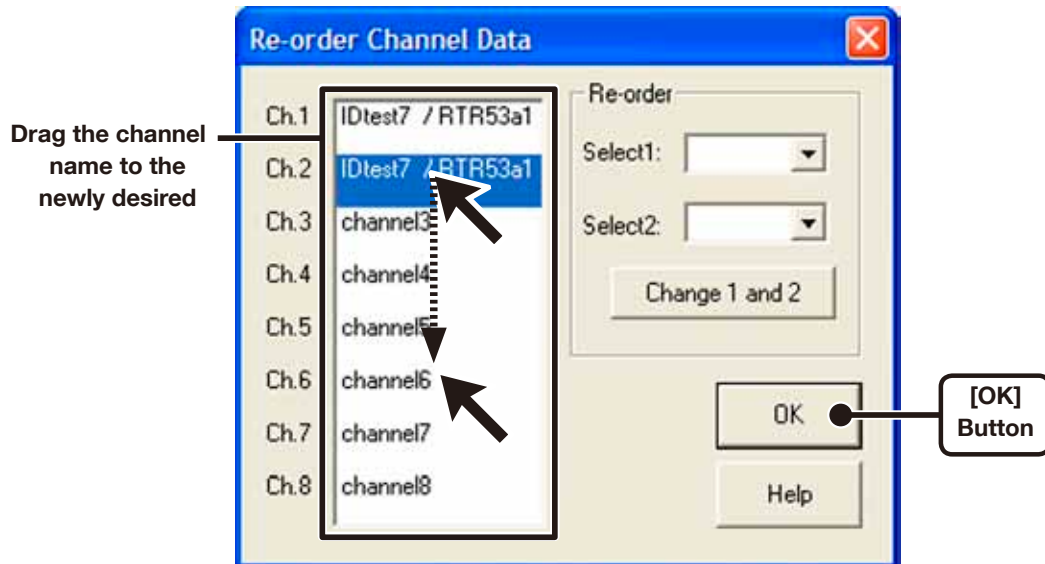 Re-order Channel Data
Drag the channel
name to the
newly desired
Ch.1 IDtest7 / RTR53a1
Ch.2 IDtest7 / RTR53a1
Ch.3 channel3
Ch.4 channel4
Ch.5 channel5
Ch.6 channel6
Ch.7 channel7
Ch.8 channel8
Re-order
Select1:
Select2:
Change 1 and 2
OK
Help
[OK]
Button